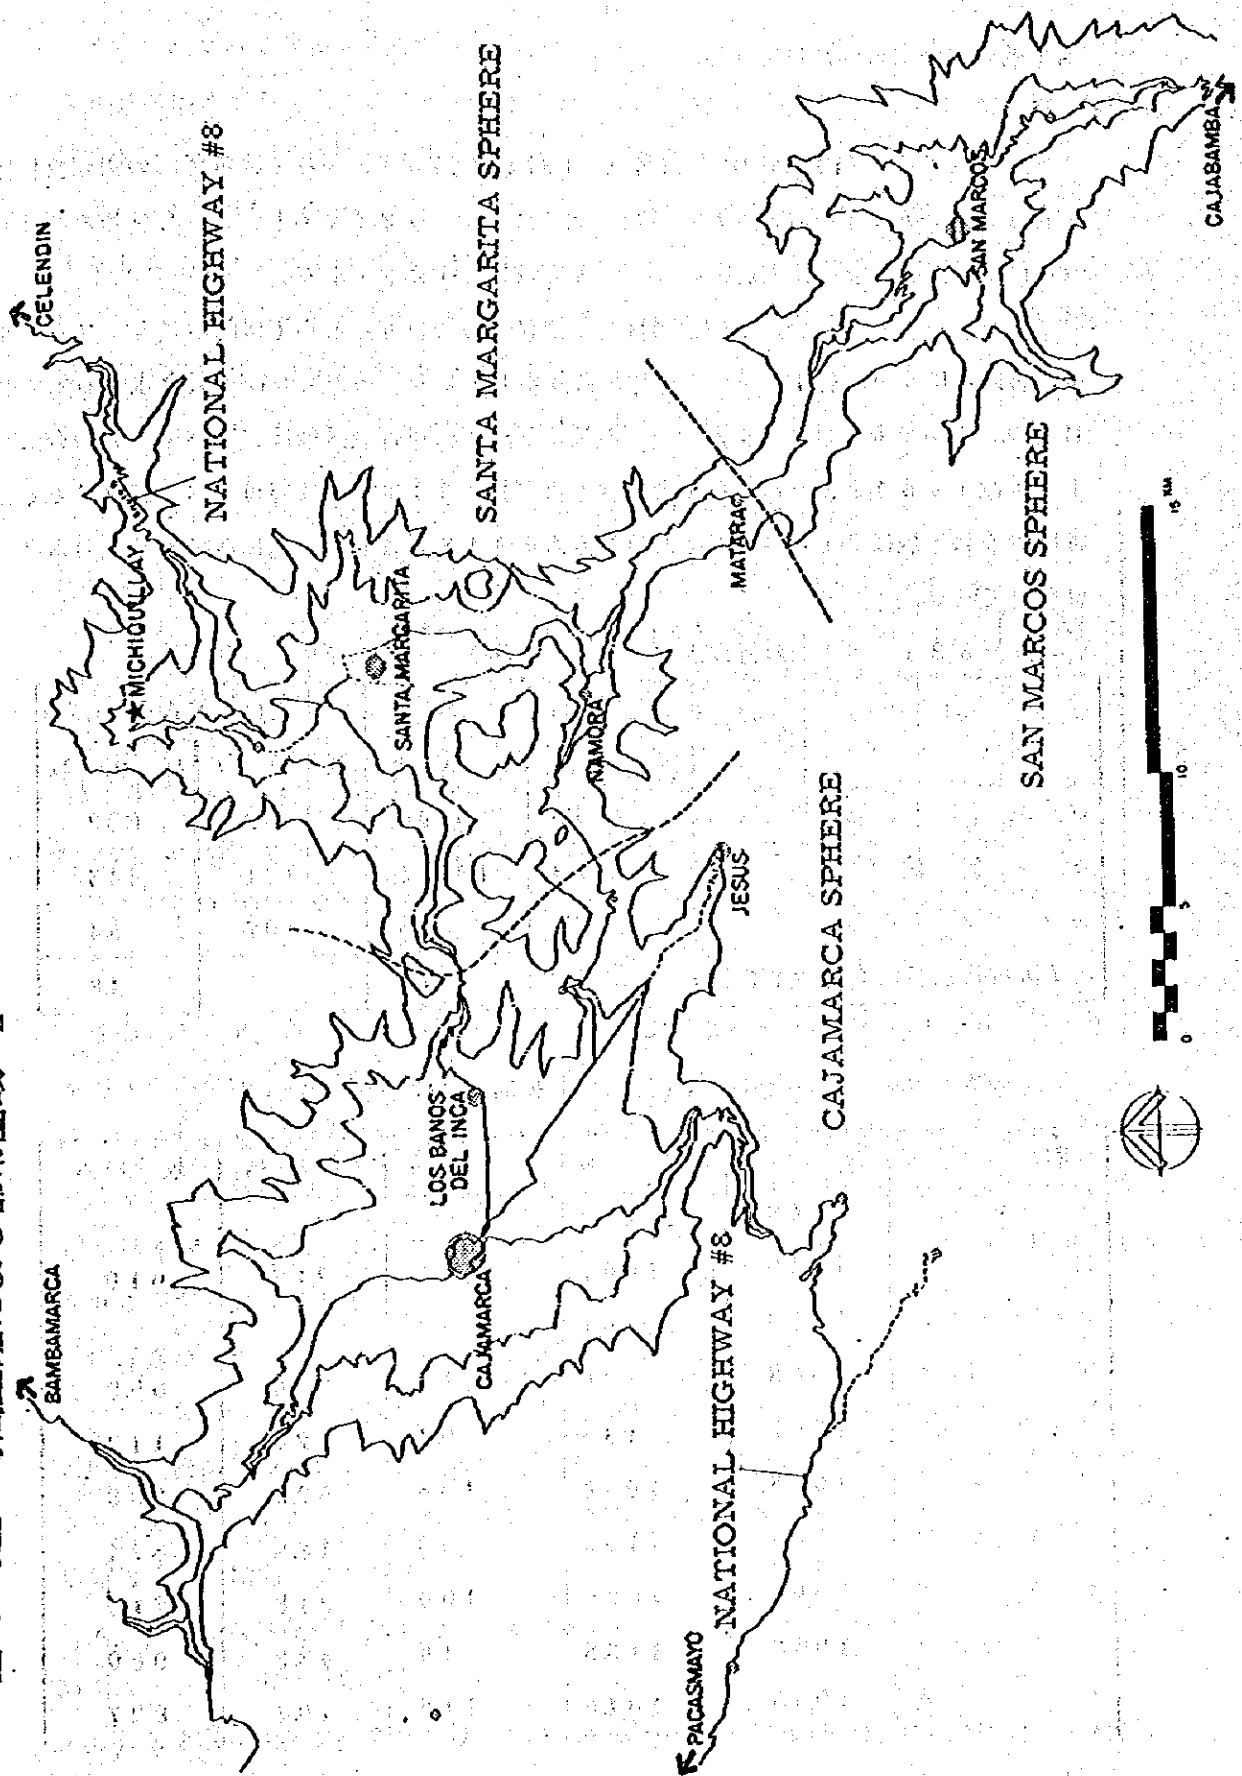 BAMBAMARCA
CELENDIN
NATIONAL HIGHWAY #8
MICHIQUILLAY
SANTA MARGARITA SPHERE
SANTA MARGARITA
LOS BANOS
DEL INCA
CAJAMARCA
NAMORA
MATARA
SAN MARCOS
CAJABAMBA
JESUS
PACASMAYO
NATIONAL HIGHWAY #8
CAJAMARCA SPHERE
SAN MARCOS SPHERE
0
5
10
15 KM